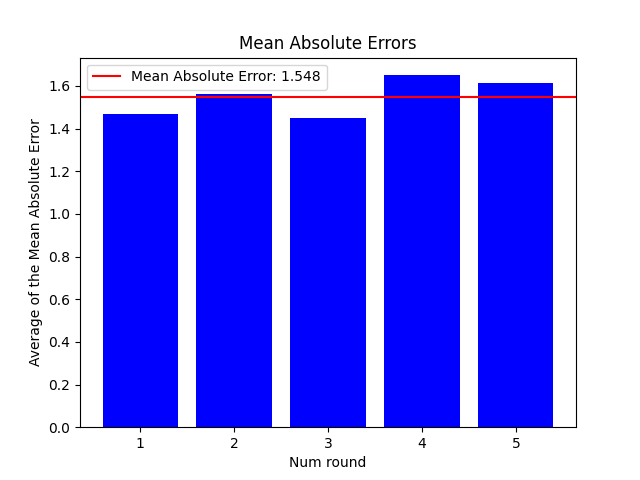 Mean Absolute Errors
Mean Absolute Error: 1.548
Average of the Mean Absolute Error
1.6
1.4
1.2
1.0
0.8
0.6
0.4
0.2
0.0
1 2 3 4 5
Num round